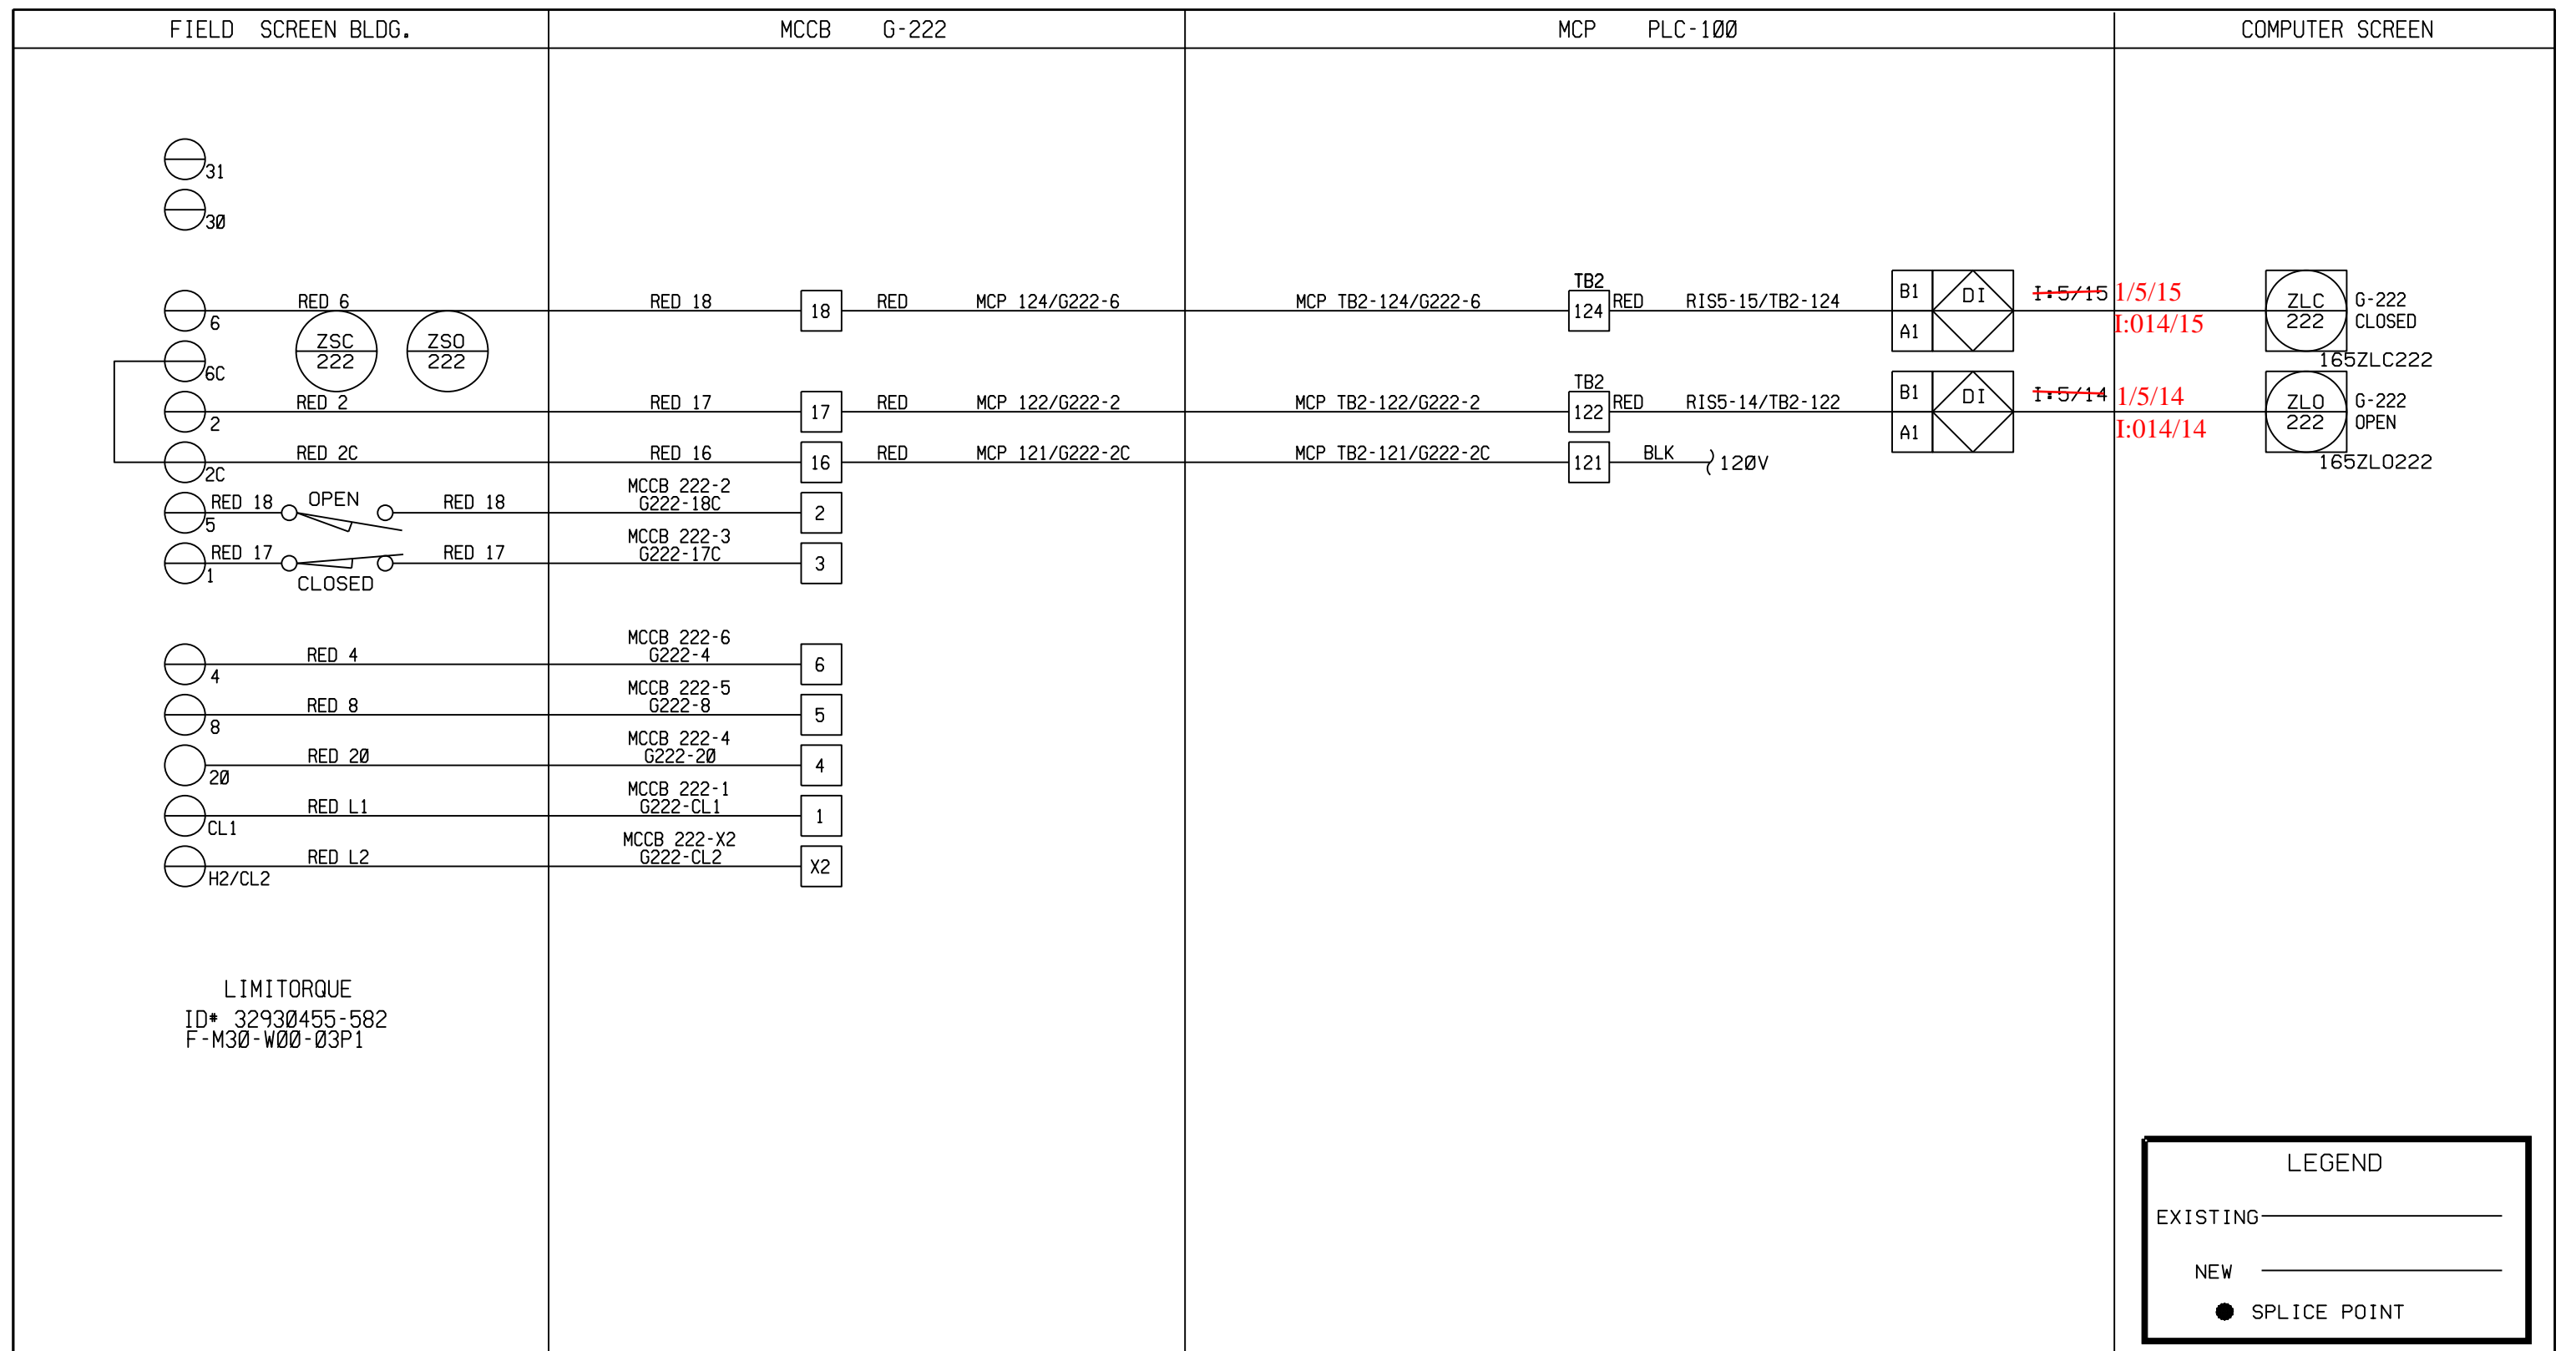 FIELD SCREEN BLDG.
MCCB G-222
MCP PLC-100
COMPUTER SCREEN
31
30
6
RED 6
RED 18
18
RED
MCP 124/G222-6
MCP TB2-124/G222-6
TB2
124
RED
RIS5-15/TB2-124
B1
A1
DI
I:5/15
1/5/15
I:014/15
ZLC
222
G-222
CLOSED
165ZLC222
ZSC
222
ZSO
222
6C
2
RED 2
RED 17
17
RED
MCP 122/G222-2
MCP TB2-122/G222-2
TB2
122
RED
RIS5-14/TB2-122
B1
A1
DI
I:5/14
1/5/14
I:014/14
ZLO
222
G-222
OPEN
165ZLO222
2C
RED 2C
RED 16
16
RED
MCP 121/G222-2C
MCP TB2-121/G222-2C
121
BLK
120V
5
RED 18
OPEN
RED 18
MCCB 222-2
G222-18C
2
1
RED 17
CLOSED
RED 17
MCCB 222-3
G222-17C
3
4
RED 4
MCCB 222-6
G222-4
6
8
RED 8
MCCB 222-5
G222-8
5
20
RED 20
MCCB 222-4
G222-20
4
CL1
RED L1
MCCB 222-1
G222-CL1
1
H2/CL2
RED L2
MCCB 222-X2
G222-CL2
X2
LIMITORQUE
ID# 32930455-582
F-M30-W00-03P1
LEGEND
EXISTING
NEW
SPLICE POINT